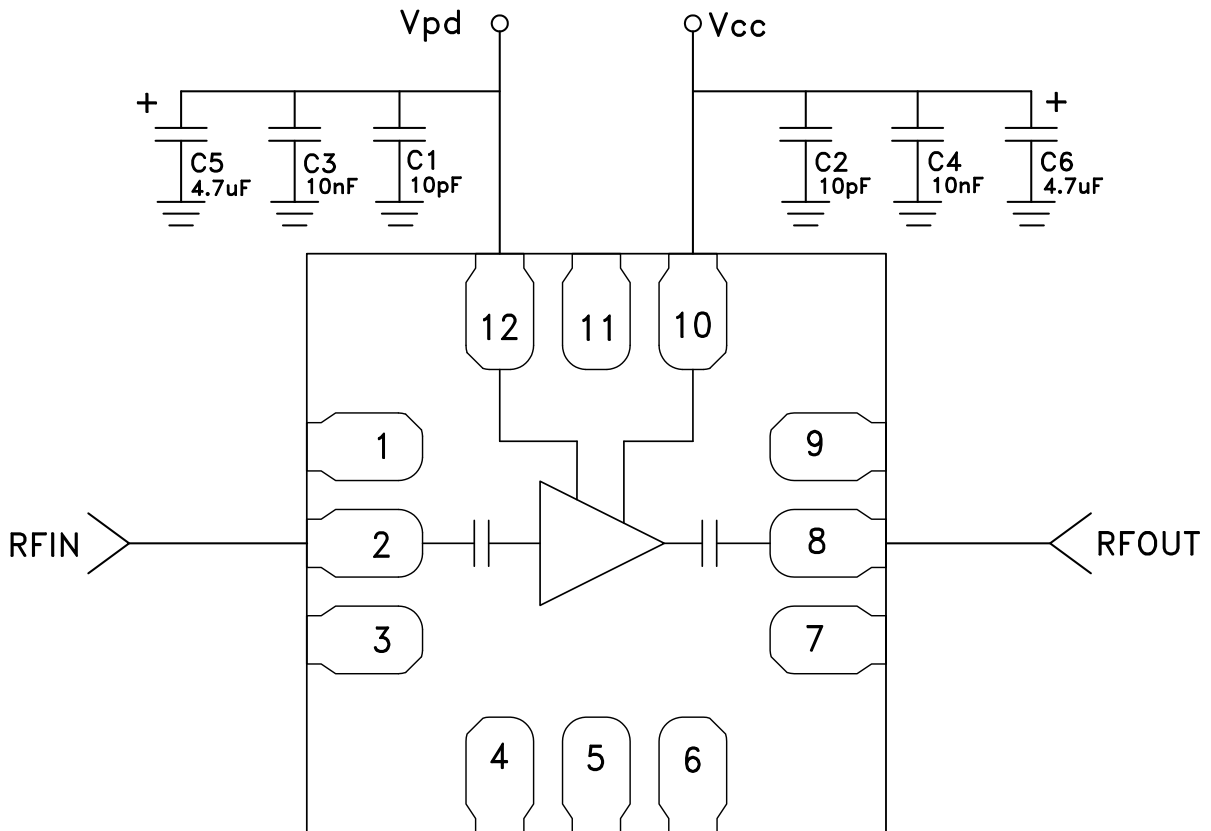 Vpd
Vcc
+
+
C5
4.7uF
C3
10nF
C1
10pF
C2
10pF
C4
10nF
C6
4.7uF
12
11
10
1
9
RFIN
2
8
RFOUT
3
7
4
5
6